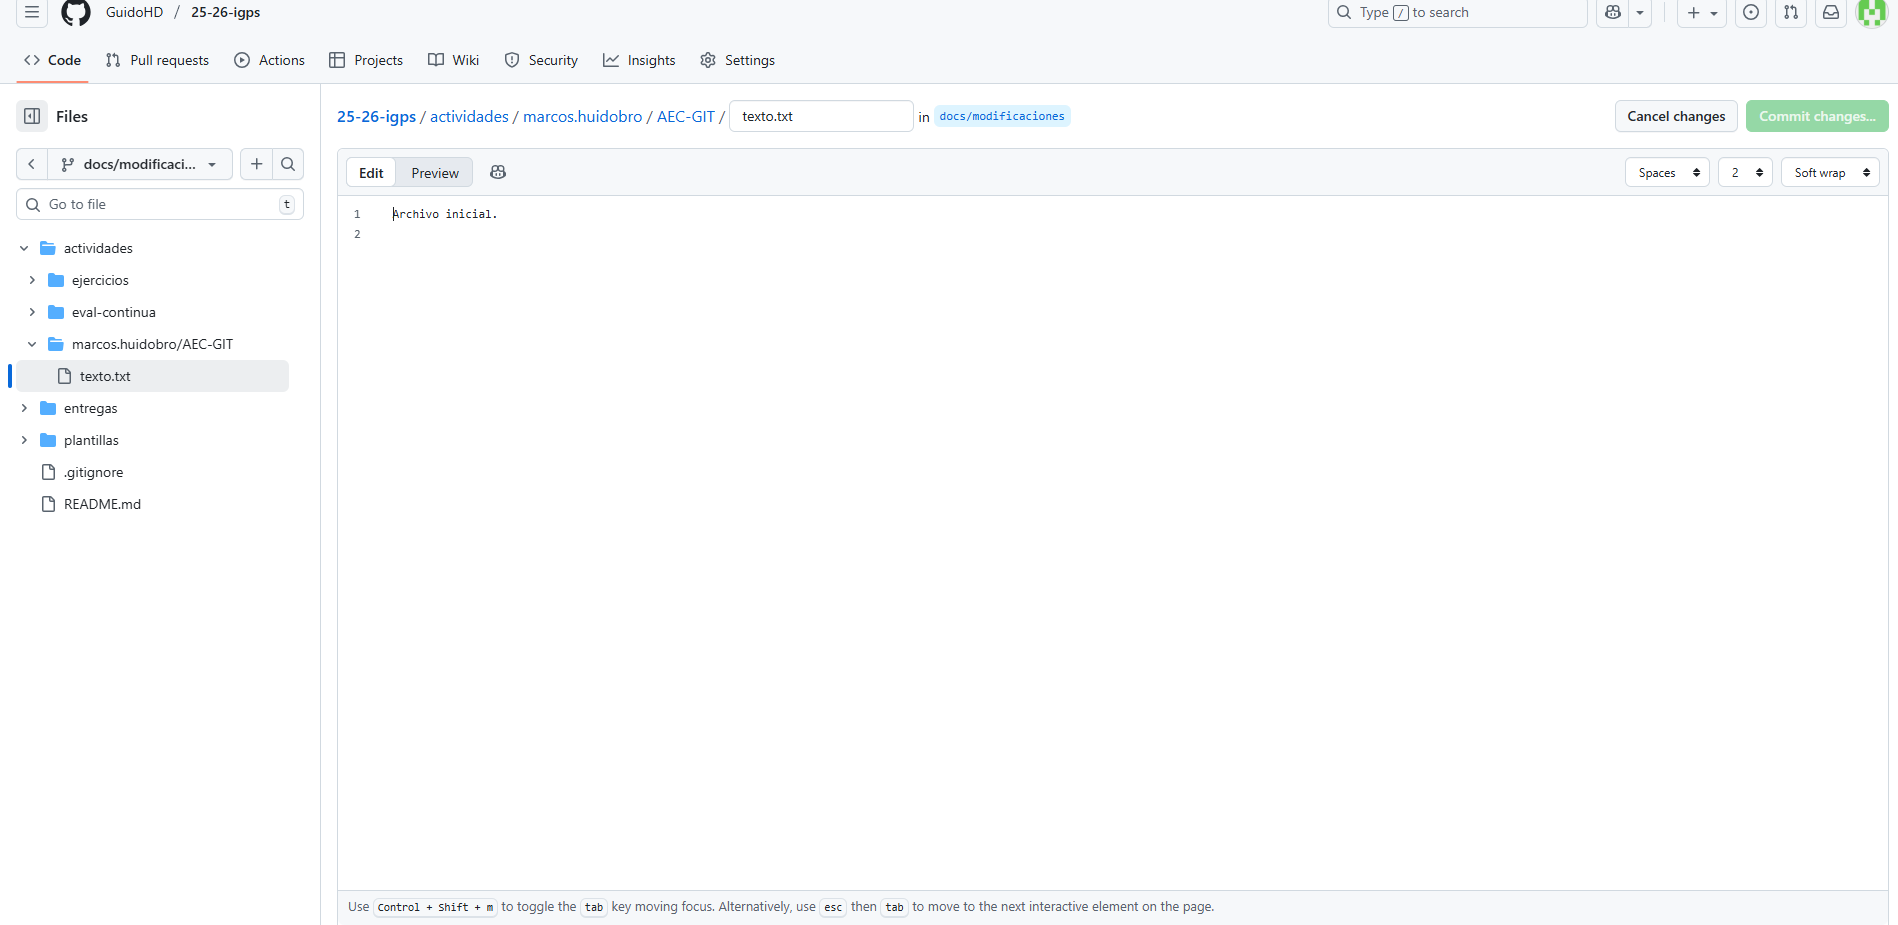 GuidoHD / 25-26-igps
Type / to search
Code Pull requests Actions Projects Wiki Security Insights Settings
Files
docs/modificaci...
Go to file t
actividades
ejercicios
eval-continua
marcos.huidobro/AEC-GIT
texto.txt
entregas
plantillas
.gitignore
README.md
25-26-igps / actividades / marcos.huidobro / AEC-GIT / texto.txt in docs/modificaciones
Cancel changes Commit changes...
Edit Preview
Spaces 2 Soft wrap
1 Archivo inicial.
2
Use Control + Shift + m to toggle the tab key moving focus. Alternatively, use esc then tab to move to the next interactive element on the page.